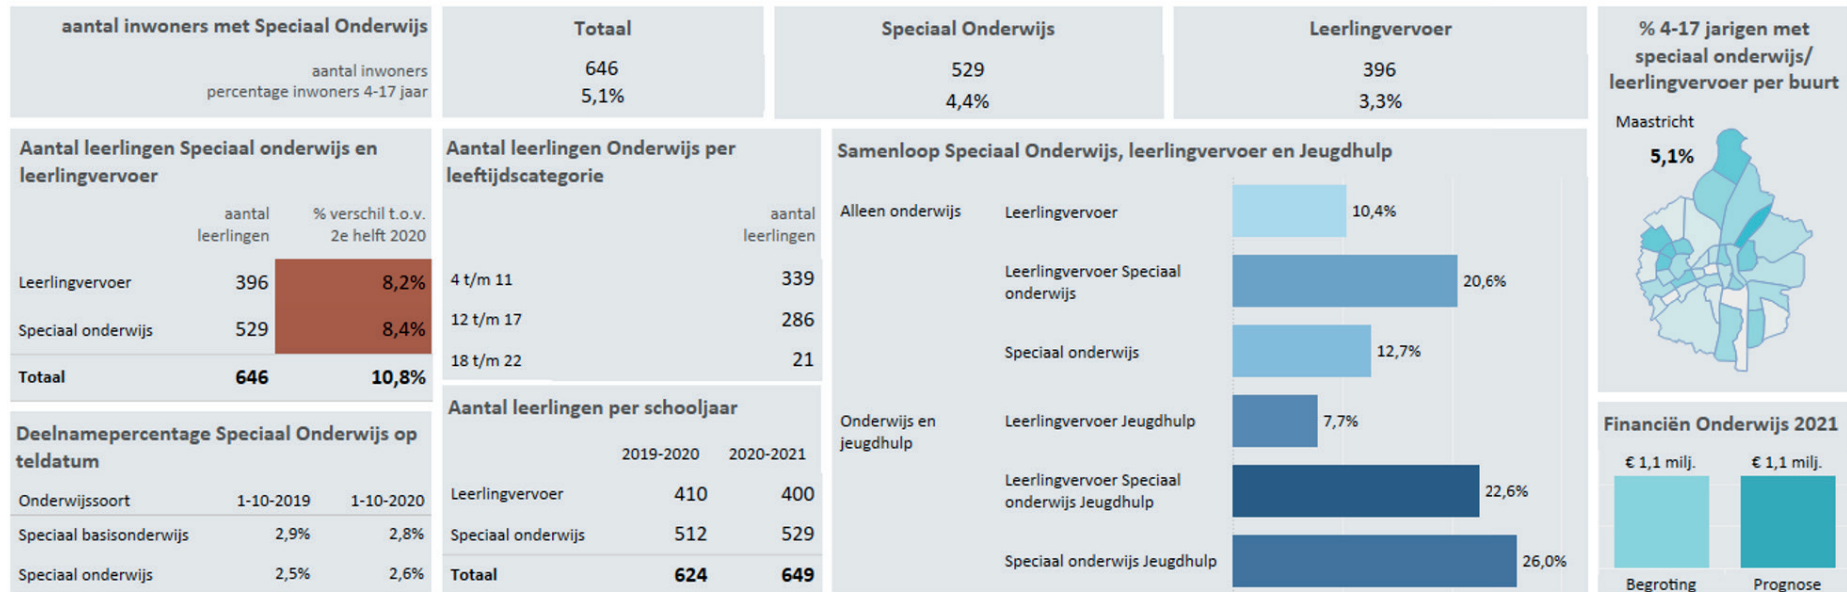 aantal inwoners met Speciaal Onderwijs
aantal inwoners
percentage inwoners 4-17 jaar
Totaal
646
5,1%
Speciaal Onderwijs
529
4,4%
Leerlingvervoer
396
3,3%
% 4-17 jarigen met
speciaal onderwijs/
leerlingvervoer per buurt
Maastricht
5,1%
Aantal leerlingen Speciaal onderwijs en
leerlingvervoer
aantal % verschil t.o.v.
leerlingen 2e helft 2020
Leerlingvervoer 396 8,2%
Speciaal onderwijs 529 8,4%
Totaal 646 10,8%
Aantal leerlingen Onderwijs per
leeftijdscategorie
aantal
leerlingen
4 t/m 11 339
12 t/m 17 286
18 t/m 22 21
Samenloop Speciaal Onderwijs, leerlingvervoer en Jeugdhulp
Alleen onderwijs Leerlingvervoer 10,4%
Leerlingvervoer Speciaal
onderwijs 20,6%
Speciaal onderwijs 12,7%
Onderwijs en
jeugdhulp
Leerlingvervoer Jeugdhulp 7,7%
Leerlingvervoer Speciaal
onderwijs Jeugdhulp 22,6%
Speciaal onderwijs Jeugdhulp 26,0%
Deelnamepercentage Speciaal Onderwijs op
teldatum
Onderwijssoort 1-10-2019 1-10-2020
Speciaal basisonderwijs 2,9% 2,8%
Speciaal onderwijs 2,5% 2,6%
Aantal leerlingen per schooljaar
2019-2020 2020-2021
Leerlingvervoer 410 400
Speciaal onderwijs 512 529
Totaal 624 649
Financiën Onderwijs 2021
€ 1,1 milj. € 1,1 milj.
Begroting Prognose